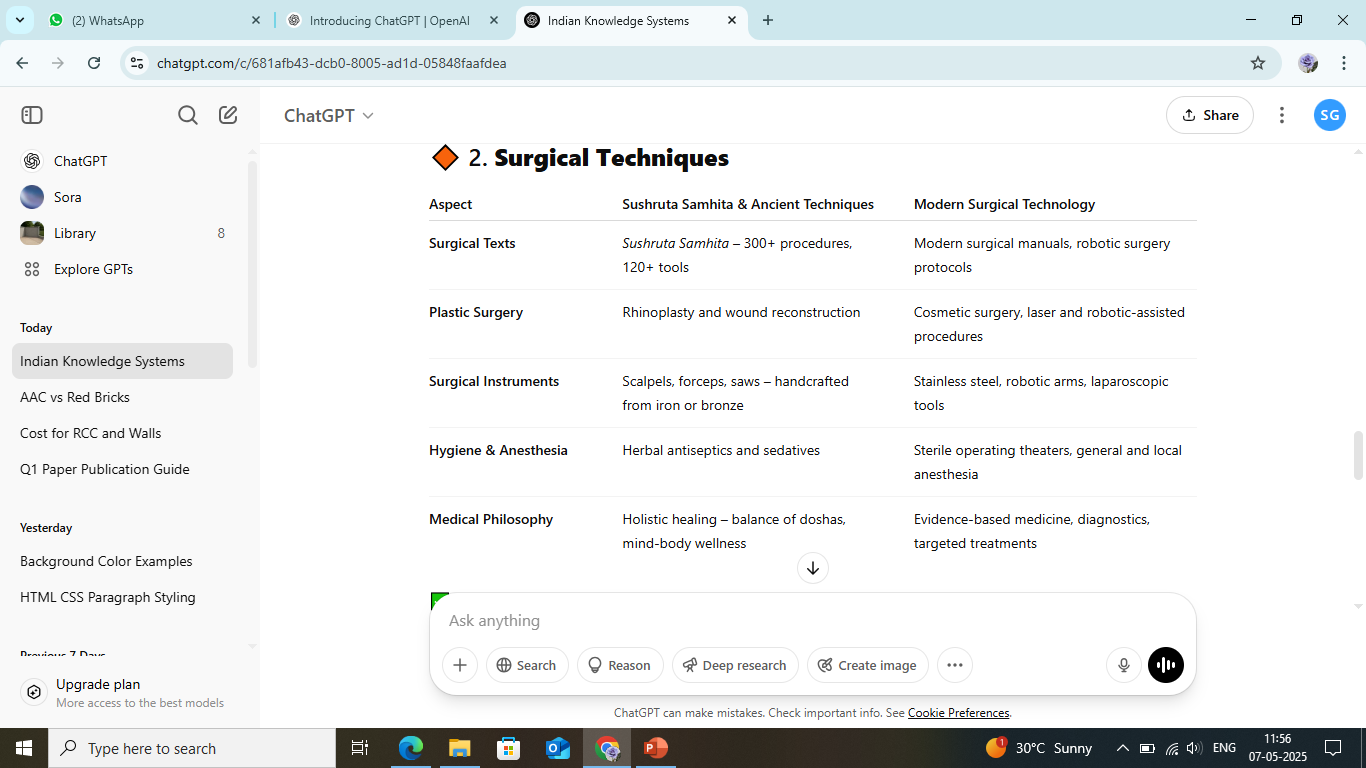 (2) WhatsApp
Introducing ChatGPT | OpenAI
Indian Knowledge Systems
chatgpt.com/c/681afb43-dcb0-8005-ad1d-05848faafdea
ChatGPT
Share
SG
ChatGPT
Sora
Library 8
Explore GPTs
Today
Indian Knowledge Systems
AAC vs Red Bricks
Cost for RCC and Walls
Q1 Paper Publication Guide
Yesterday
Background Color Examples
HTML CSS Paragraph Styling
Previous 7 Days
Upgrade plan
More access to the best models
2. Surgical Techniques
Aspect Sushruta Samhita & Ancient Techniques Modern Surgical Technology
Surgical Texts Sushruta Samhita – 300+ procedures, Modern surgical manuals, robotic surgery
120+ tools protocols
Plastic Surgery Rhinoplasty and wound reconstruction Cosmetic surgery, laser and robotic-assisted
procedures
Surgical Instruments Scalpels, forceps, saws – handcrafted Stainless steel, robotic arms, laparoscopic
from iron or bronze tools
Hygiene & Anesthesia Herbal antiseptics and sedatives Sterile operating theaters, general and local
anesthesia
Medical Philosophy Holistic healing – balance of doshas, Evidence-based medicine, diagnostics,
mind-body wellness targeted treatments
Ask anything
Search Reason Deep research Create image
ChatGPT can make mistakes. Check important info. See Cookie Preferences.
Type here to search
1
30°C Sunny
ENG
11:56
07-05-2025